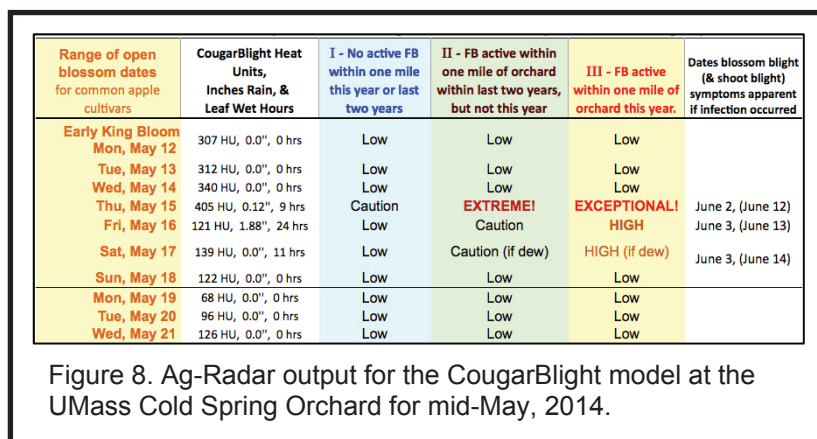 Range of open blossom dates for common apple cultivars | CougarBlight Heat Units, Inches Rain, & Leaf Wet Hours | I - No active FB within one mile this year or last two years | II - FB active within one mile of orchard within last two years, but not this year | III - FB active within one mile of orchard this year. | Dates blossom blight (& shoot blight) symptoms apparent if infection occurred
Early King Bloom Mon, May 12 | 307 HU, 0.0", 0 hrs | Low | Low | Low
Tue, May 13 | 312 HU, 0.0", 0 hrs | Low | Low | Low
Wed, May 14 | 340 HU, 0.0", 0 hrs | Low | Low | Low
Thu, May 15 | 405 HU, 0.12", 9 hrs | Caution | EXTREME! | EXCEPTIONAL! | June 2, (June 12)
Fri, May 16 | 121 HU, 1.88", 24 hrs | Low | Caution | HIGH | June 3, (June 13)
Sat, May 17 | 139 HU, 0.0", 11 hrs | Low | Caution (if dew) | HIGH (if dew) | June 3, (June 14)
Sun, May 18 | 122 HU, 0.0", 0 hrs | Low | Low | Low
Mon, May 19 | 68 HU, 0.0", 0 hrs | Low | Low | Low
Tue, May 20 | 96 HU, 0.0", 0 hrs | Low | Low | Low
Wed, May 21 | 126 HU, 0.0", 0 hrs | Low | Low | Low
Figure 8. Ag-Radar output for the CougarBlight model at the
UMass Cold Spring Orchard for mid-May, 2014.